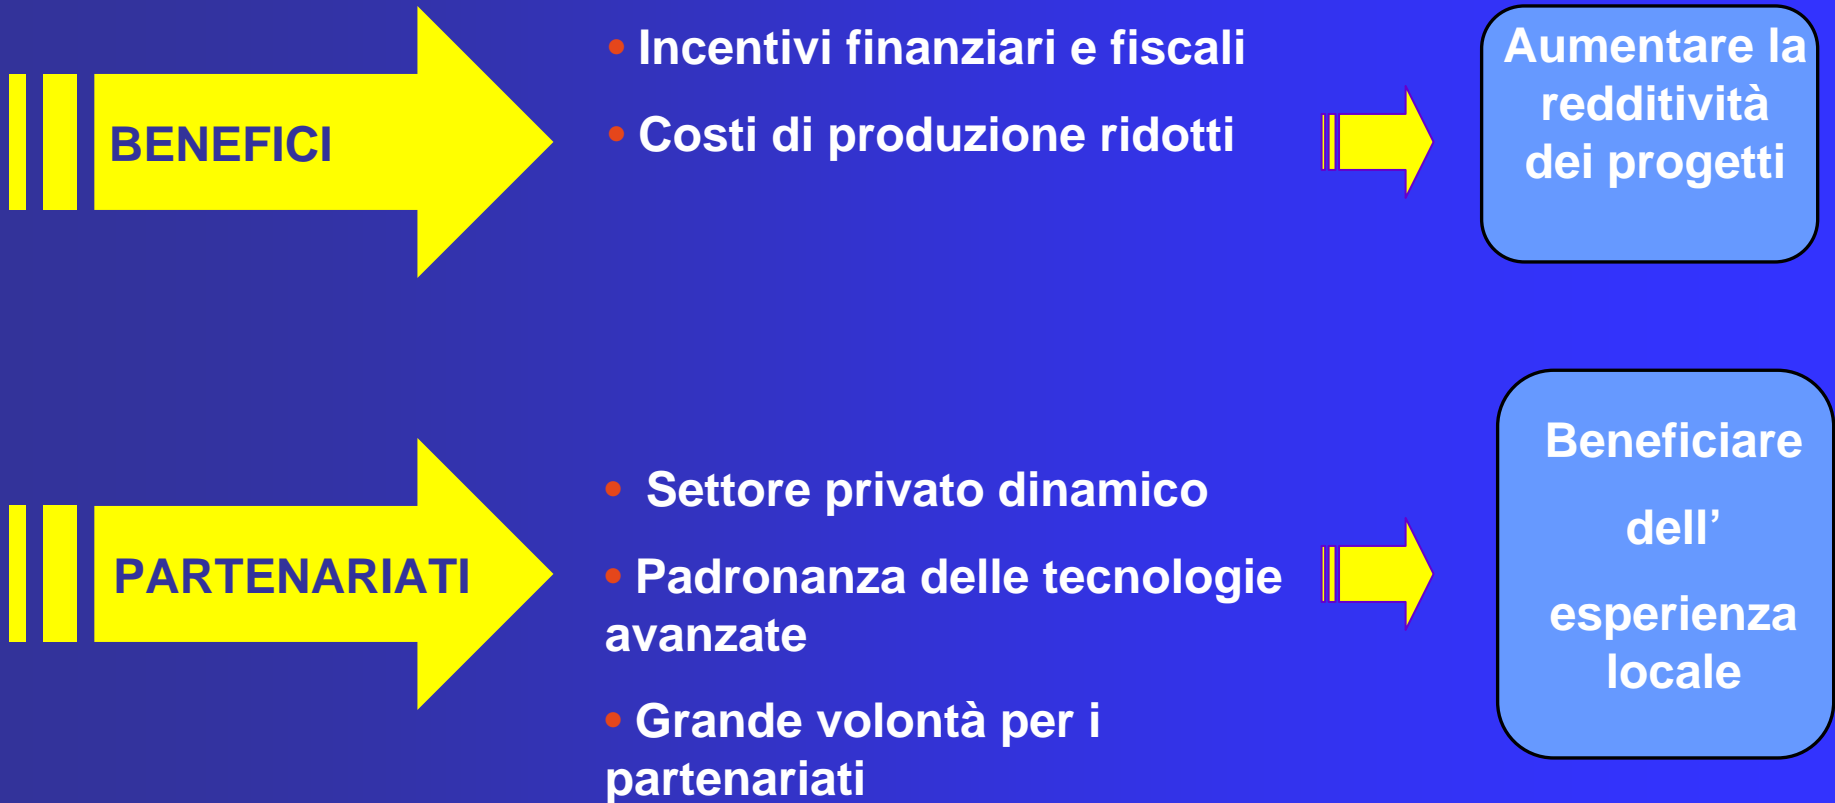 BENEFICI
• Incentivi finanziari e fiscali
• Costi di produzione ridotti
Aumentare la
redditività
dei progetti
PARTENARIATI
• Settore privato dinamico
• Padronanza delle tecnologie
avanzate
• Grande volontà per i
partenariati
Beneficiare
dell’
esperienza
locale